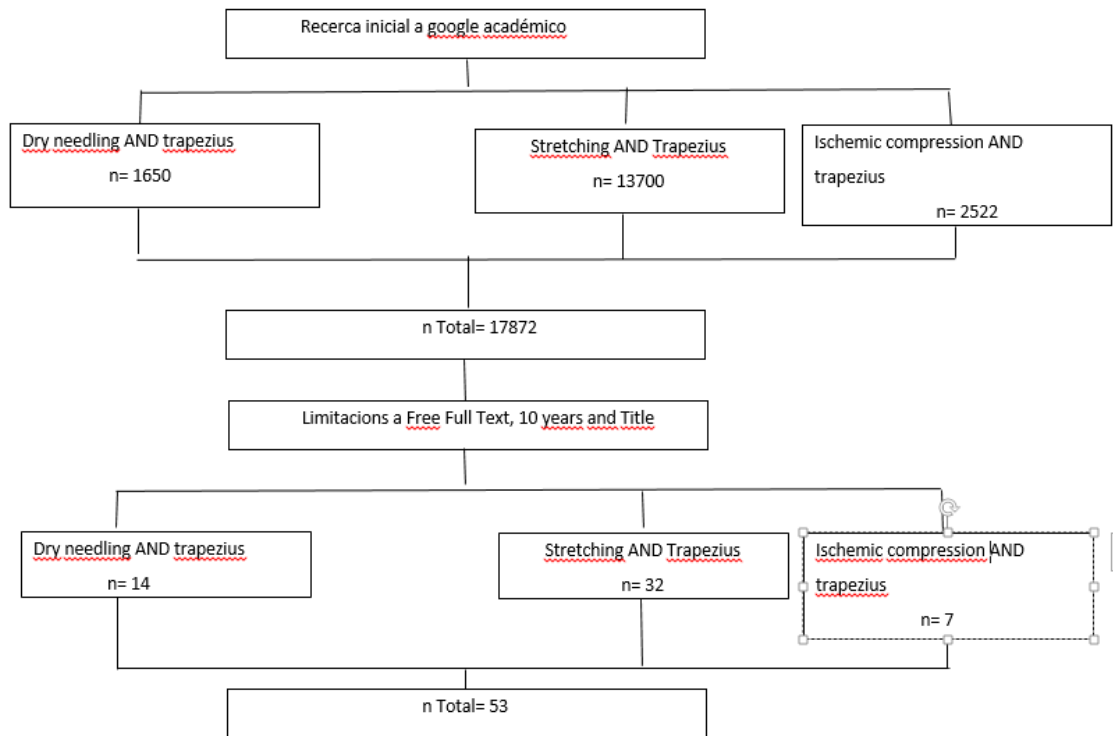 Recerca inicial a google académico
Dry needling AND trapezius
n= 1650
Stretching AND Trapezius
n= 13700
Ischemic compression AND
trapezius
n= 2522
n Total= 17872
Limitacions a Free Full Text, 10 years and Title
Dry needling AND trapezius
n= 14
Stretching AND Trapezius
n= 32
Ischemic compression AND
trapezius
n= 7
n Total= 53